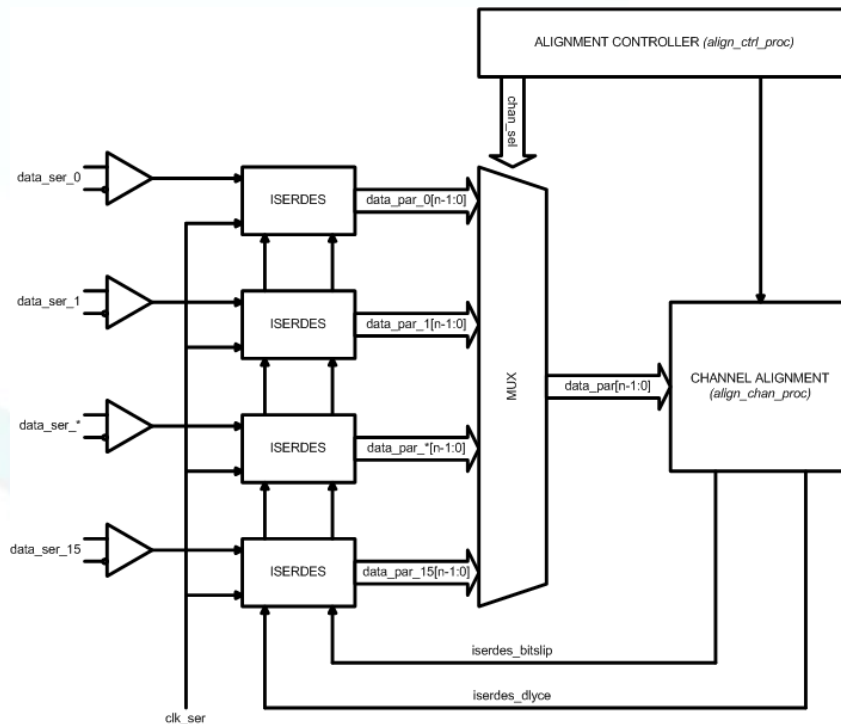 ALIGNMENT CONTROLLER (align_ctrl_proc)
chan_sel
data_ser_0
ISERDES
data_par_0[n-1:0]
data_ser_1
ISERDES
data_par_1[n-1:0]
MUX
data_par[n-1:0]
CHANNEL ALIGNMENT
(align_chan_proc)
data_ser_*
ISERDES
data_par_*[n-1:0]
data_ser_15
ISERDES
data_par_15[n-1:0]
iserdes_bitslip
iserdes_dlyce
clk_ser